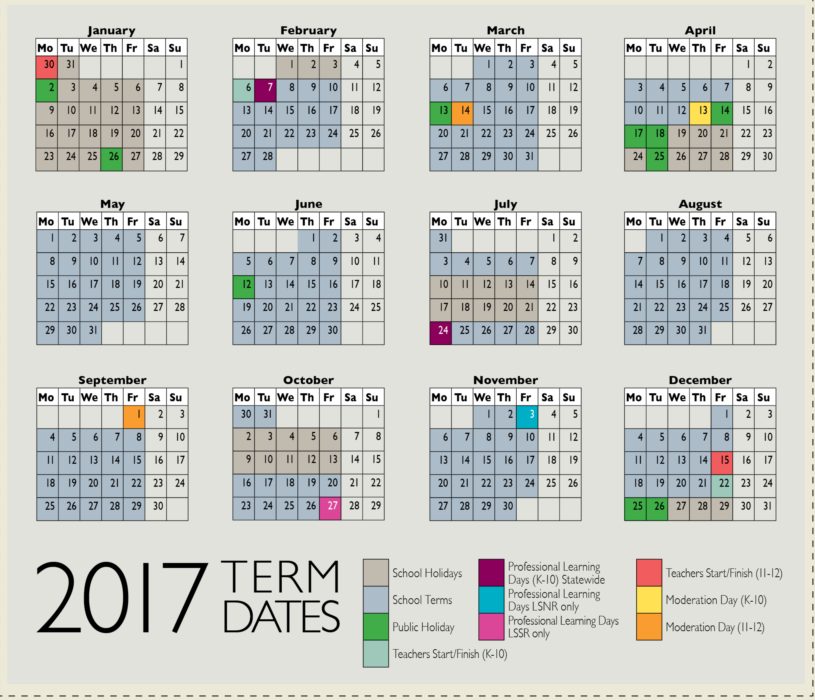 January
Mo Tu We Th Fr Sa Su
30 31 1
2 3 4 5 6 7 8
9 10 11 12 13 14 15
16 17 18 19 20 21 22
23 24 25 26 27 28 29
February
Mo Tu We Th Fr Sa Su
1 2 3 4 5
6 7 8 9 10 11 12
13 14 15 16 17 18 19
20 21 22 23 24 25 26
27 28
March
Mo Tu We Th Fr Sa Su
1 2 3 4 5
6 7 8 9 10 11 12
13 14 15 16 17 18 19
20 21 22 23 24 25 26
27 28 29 30 31
April
Mo Tu We Th Fr Sa Su
1 2
3 4 5 6 7 8 9
10 11 12 13 14 15 16
17 18 19 20 21 22 23
24 25 26 27 28 29 30
May
Mo Tu We Th Fr Sa Su
1 2 3 4 5 6 7
8 9 10 11 12 13 14
15 16 17 18 19 20 21
22 23 24 25 26 27 28
29 30 31
June
Mo Tu We Th Fr Sa Su
1 2 3 4
5 6 7 8 9 10 11
12 13 14 15 16 17 18
19 20 21 22 23 24 25
26 27 28 29 30
July
Mo Tu We Th Fr Sa Su
31 1 2
3 4 5 6 7 8 9
10 11 12 13 14 15 16
17 18 19 20 21 22 23
24 25 26 27 28 29 30
August
Mo Tu We Th Fr Sa Su
1 2 3 4 5 6
7 8 9 10 11 12 13
14 15 16 17 18 19 20
21 22 23 24 25 26 27
28 29 30 31
September
Mo Tu We Th Fr Sa Su
1 2 3
4 5 6 7 8 9 10
11 12 13 14 15 16 17
18 19 20 21 22 23 24
25 26 27 28 29 30
October
Mo Tu We Th Fr Sa Su
30 31 1
2 3 4 5 6 7 8
9 10 11 12 13 14 15
16 17 18 19 20 21 22
23 24 25 26 27 28 29
November
Mo Tu We Th Fr Sa Su
1 2 3 4 5
6 7 8 9 10 11 12
13 14 15 16 17 18 19
20 21 22 23 24 25 26
27 28 29 30
December
Mo Tu We Th Fr Sa Su
1 2 3
4 5 6 7 8 9 10
11 12 13 14 15 16 17
18 19 20 21 22 23 24
25 26 27 28 29 30 31
2017 TERM
DATES
School Holidays
School Terms
Public Holiday
Teachers Start/Finish (K-10)
Professional Learning
Days (K-10) Statewide
Professional Learning
Days LSNR only
Professional Learning Days
LSSR only
Teachers Start/Finish (11-12)
Moderation Day (K-10)
Moderation Day (11-12)